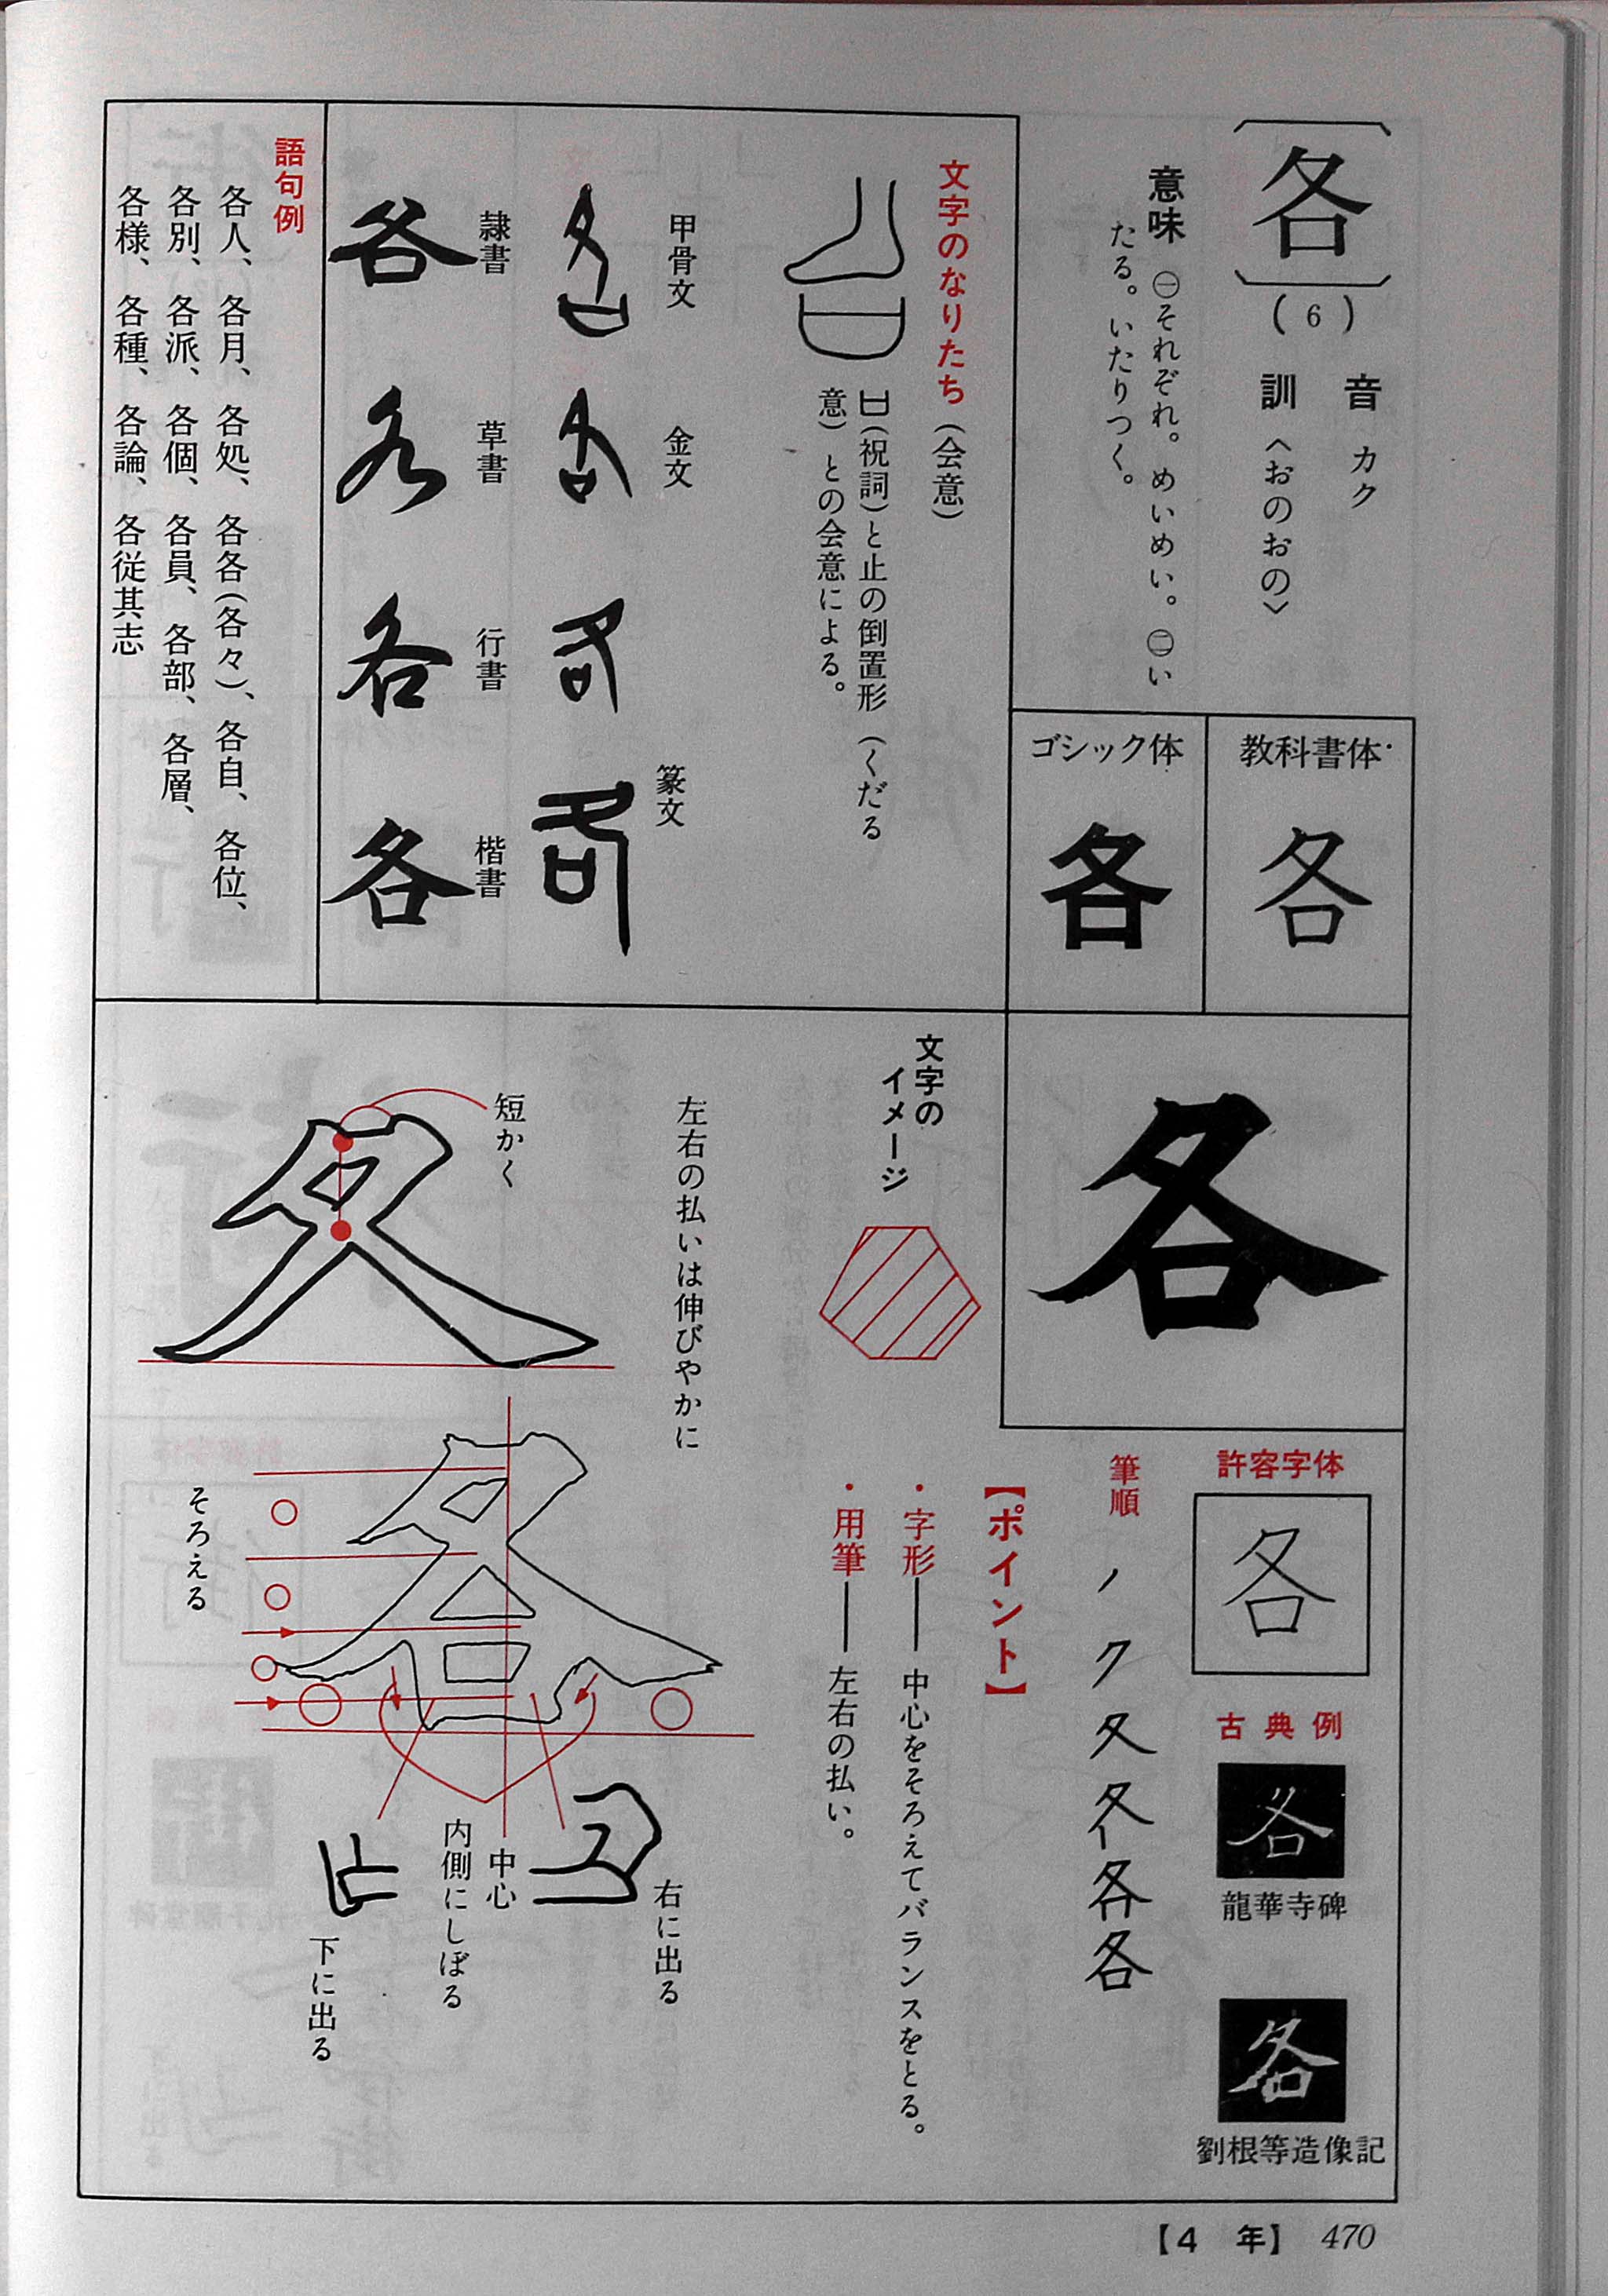 各
(6)
音 カク
訓 〈おのおの〉
意味 ㊀それぞれ。めいめい。㊁い
たる。いたりつく。
教科書体
各
ゴシック体
各
文字のなりたち（会意）
(祝詞)と止の倒置形（くだる
意）との会意による。
甲骨文
金文
篆文
隷書
各
草書
各
行書
各
楷書
各
語句例
各人、各月、各処、各各(各々)、各自、各位、
各別、各派、各個、各員、各部、各層、
各様、各種、各論、各従其志
各
許容字体
各
古典例
各
龍華寺碑
各
劉根等造像記
筆順
ノ ク タ 各 各
【ポイント】
・字形――中心をそろえてバランスをとる。
・用筆――左右の払い。
文字の
イメージ
左右の払いは伸びやかに
短かく
そろえる
右に出る
中心
内側にしぼる
下に出る
【4 年】 470